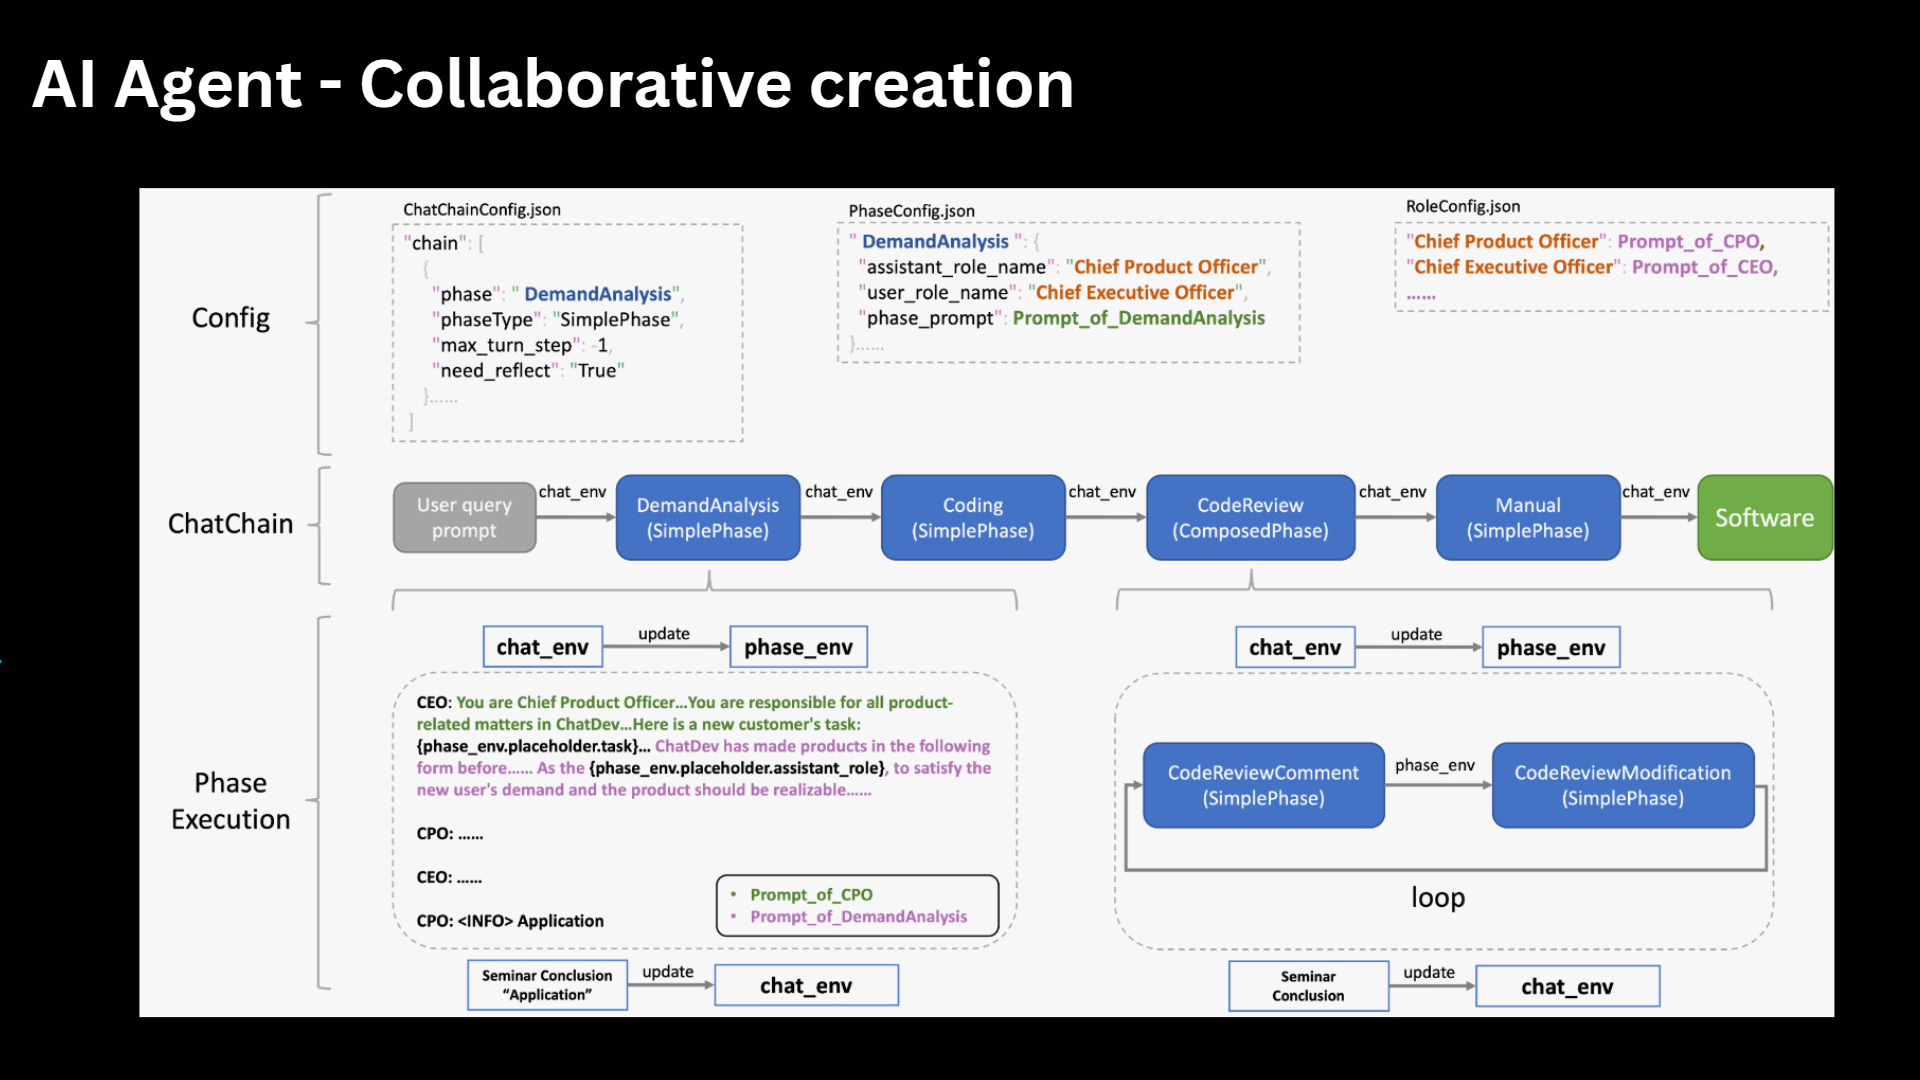 AI Agent - Collaborative creation
Config
ChatChainConfig.json
"chain": [
{
"phase": " DemandAnalysis",
"phaseType": "SimplePhase",
"max_turn_step": -1,
"need_reflect": "True"
}......
]
PhaseConfig.json
" DemandAnalysis ": {
"assistant_role_name": "Chief Product Officer",
"user_role_name": "Chief Executive Officer",
"phase_prompt": Prompt_of_DemandAnalysis
}......
RoleConfig.json
"Chief Product Officer": Prompt_of_CPO,
"Chief Executive Officer": Prompt_of_CEO,
......
ChatChain
User query
prompt
chat_env
DemandAnalysis
(SimplePhase)
chat_env
Coding
(SimplePhase)
chat_env
CodeReview
(ComposedPhase)
chat_env
Manual
(SimplePhase)
chat_env
Software
Phase
Execution
chat_env
update
phase_env
CEO: You are Chief Product Officer...You are responsible for all product-
related matters in ChatDev...Here is a new customer's task:
{phase_env.placeholder.task}... ChatDev has made products in the following
form before...... As the {phase_env.placeholder.assistant_role}, to satisfy the
new user's demand and the product should be realizable......
CPO: ......
CEO: ......
CPO: <INFO> Application
• Prompt_of_CPO
• Prompt_of_DemandAnalysis
Seminar Conclusion
“Application”
update
chat_env
chat_env
update
phase_env
CodeReviewComment
(SimplePhase)
phase_env
CodeReviewModification
(SimplePhase)
loop
Seminar
Conclusion
update
chat_env